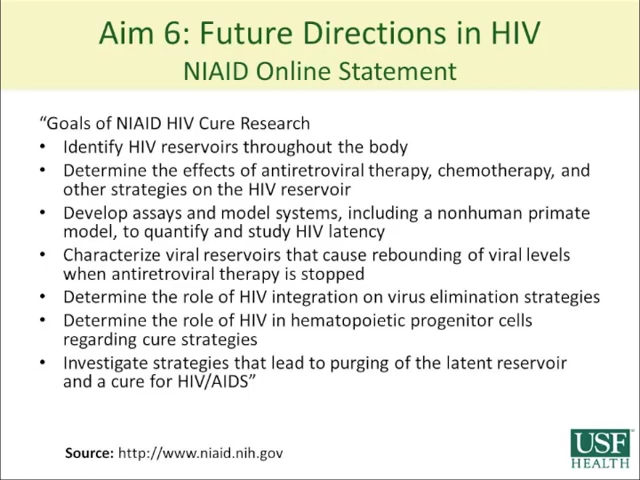 Aim 6: Future Directions in HIV
NIAID Online Statement
“Goals of NIAID HIV Cure Research
• Identify HIV reservoirs throughout the body
• Determine the effects of antiretroviral therapy, chemotherapy, and
other strategies on the HIV reservoir
• Develop assays and model systems, including a nonhuman primate
model, to quantify and study HIV latency
• Characterize viral reservoirs that cause rebounding of viral levels
when antiretroviral therapy is stopped
• Determine the role of HIV integration on virus elimination strategies
• Determine the role of HIV in hematopoietic progenitor cells
regarding cure strategies
• Investigate strategies that lead to purging of the latent reservoir
and a cure for HIV/AIDS”
Source: http://www.niaid.nih.gov
USF
HEALTH